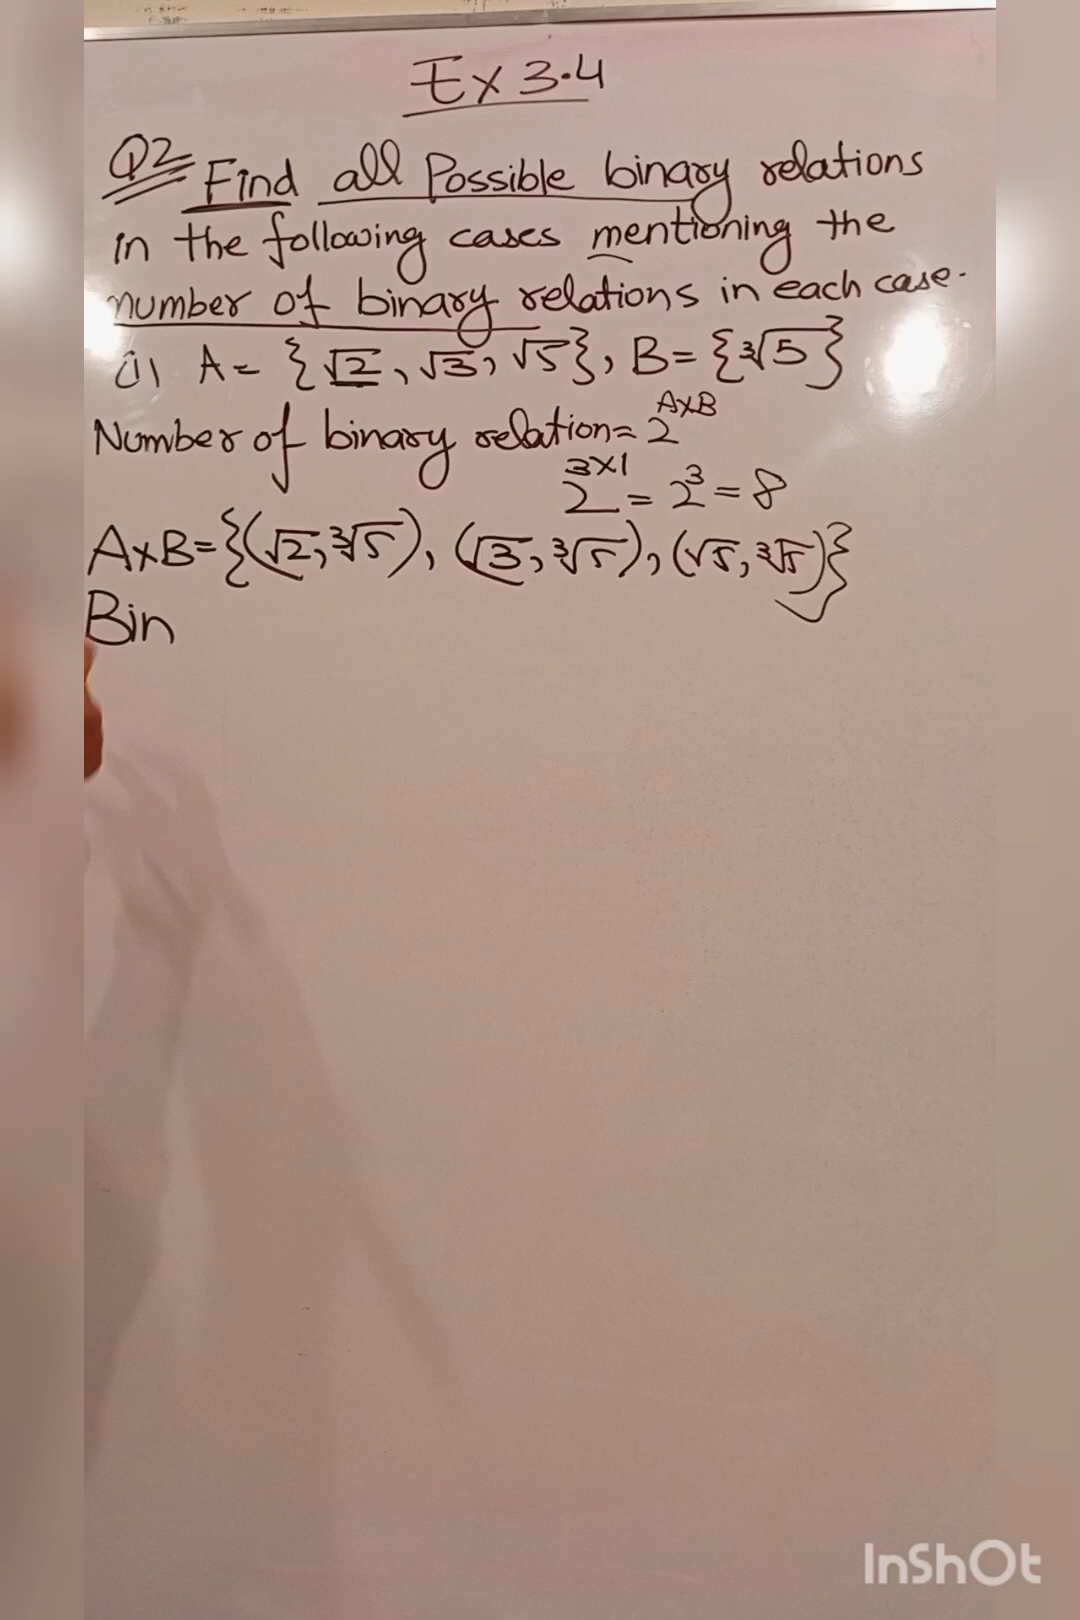 Ex 3.4
Q2 Find all Possible binary relations
in the following cases mentioning the
number of binary relations in each case.
(i) A = {√2, √3, √5}, B = {∛5}
Number of binary relation = 2^(A×B)
2^(3×1) = 2^3 = 8
A×B = {(√2, ∛5), (√3, ∛5), (√5, ∛5)}
Bin
InShOt